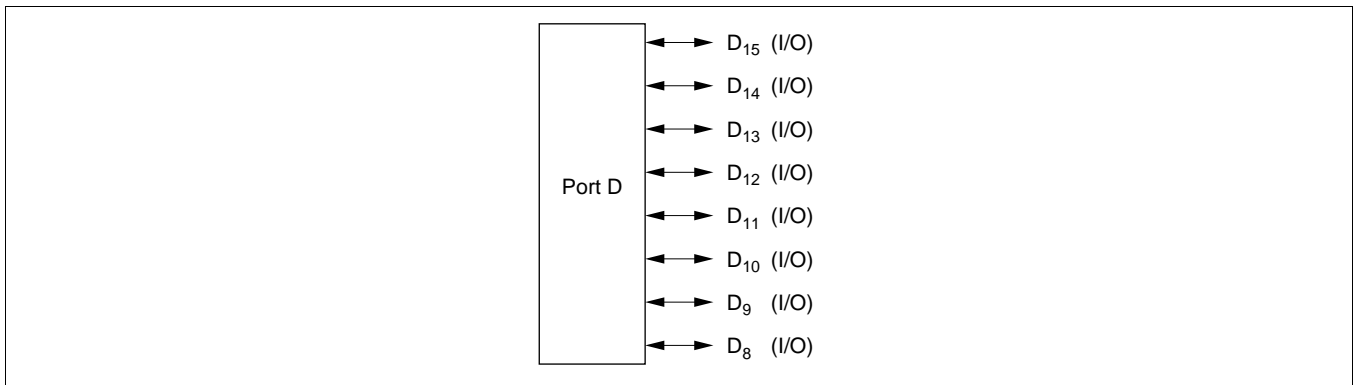 D15 (I/O)
D14 (I/O)
D13 (I/O)
D12 (I/O)
Port D
D11 (I/O)
D10 (I/O)
D9 (I/O)
D8 (I/O)